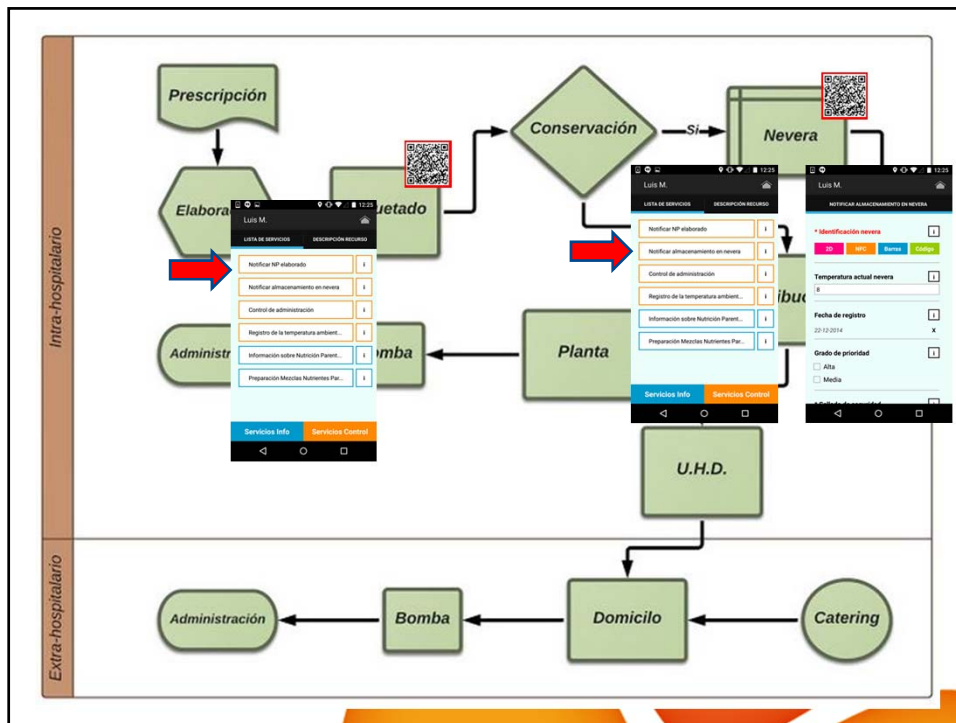 Intra-hospitalario
Prescripción
Conservación
Si
Nevera
Elabora
uetado
12:25
Luis M.
LISTA DE SERVICIOS
DESCRIPCIÓN RECURSO
Notificar NP elaborado
i
Notificar almacenamiento en nevera
i
Control de administración
i
Registro de la temperatura ambient...
i
Información sobre Nutrición Parent...
i
Preparación Mezclas Nutrientes Par...
i
Servicios Info
Servicios Control
12:25
Luis M.
LISTA DE SERVICIOS
DESCRIPCIÓN RECURSO
Notificar NP elaborado
i
Notificar almacenamiento en nevera
i
Control de administración
i
Registro de la temperatura ambient...
i
Información sobre Nutrición Parent...
i
Preparación Mezclas Nutrientes Par...
i
Servicios Info
Servicios Control
12:25
Luis M.
NOTIFICAR ALMACENAMIENTO EN NEVERA
* Identificación nevera
i
2D
NFC
Barras
Código
Temperatura actual nevera
i
8
Fecha de registro
i
22-12-2014
X
Grado de prioridad
i
Alta
Media
ibuc
Administr
omba
Planta
U.H.D.
Extra-hospitalario
Administración
Bomba
Domicilo
Catering